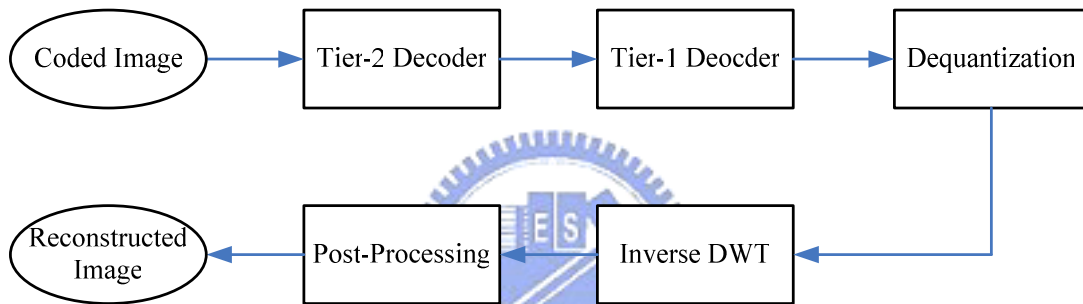 Coded Image
Tier-2 Decoder
Tier-1 Deocder
Dequantization
Reconstructed
Image
Post-Processing
Inverse DWT
E S